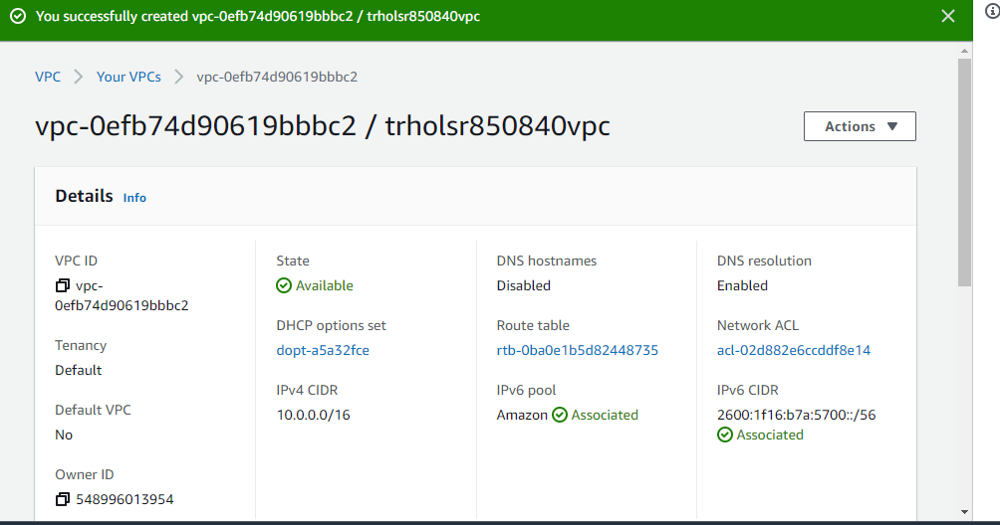 You successfully created vpc-0efb74d90619bbbc2 / trholsr850840vpc
VPC > Your VPCs > vpc-0efb74d90619bbbc2
vpc-0efb74d90619bbbc2 / trholsr850840vpc
Actions
Details Info
VPC ID
vpc-
0efb74d90619bbbc2
Tenancy
Default
Default VPC
No
Owner ID
548996013954
State
Available
DHCP options set
dopt-a5a32fce
IPv4 CIDR
10.0.0.0/16
DNS hostnames
Disabled
Route table
rtb-0ba0e1b5d82448735
IPv6 pool
Amazon Associated
DNS resolution
Enabled
Network ACL
acl-02d882e6ccddf8e14
IPv6 CIDR
2600:1f16:b7a:5700::/56
Associated